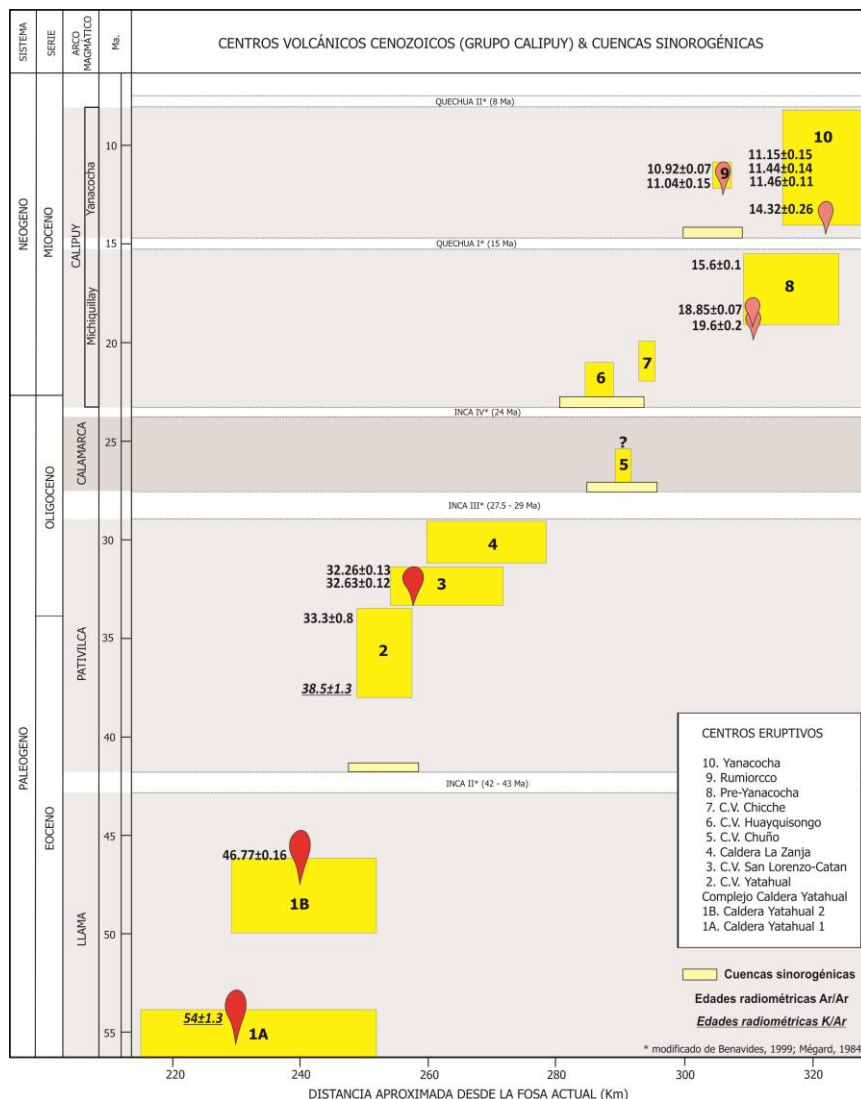 SISTEMA
SERIE
ARCO
MAGMÁTICO
Ma.
CENTROS VOLCÁNICOS CENOZOICOS (GRUPO CALIPUY) & CUENCAS SINOROGÉNICAS
QUECHUA II* (8 Ma)
10
10
11.15±0.15
11.44±0.14
11.46±0.11
10.92±0.07
11.04±0.15
9
14.32±0.26
Yanacocha
NEOGENO
MIOCENO
CALIPUY
15
QUECHUA I* (15 Ma)
15.6±0.1
8
18.85±0.07
19.6±0.2
Michiquillay
20
7
6
INCA IV* (24 Ma)
25
?
5
CALAMARCA
OLIGOCENO
INCA III* (27.5 - 29 Ma)
30
4
32.26±0.13
32.63±0.12
3
33.3±0.8
35
2
38.5±1.3
PATIVILCA
40
PALEOGENO
EOCENO
INCA II* (42 - 43 Ma)
45
46.77±0.16
1B
50
LLAMA
54±1.3
1A
55
CENTROS ERUPTIVOS
10. Yanacocha
9. Rumiorcco
8. Pre-Yanacocha
7. C.V. Chicche
6. C.V. Huayquisongo
5. C.V. Chuño
4. Caldera La Zanja
3. C.V. San Lorenzo-Catan
2. C.V. Yatahual
Complejo Caldera Yatahual
1B. Caldera Yatahual 2
1A. Caldera Yatahual 1
Cuencas sinorogénicas
Edades radiométricas Ar/Ar
Edades radiométricas K/Ar
* modificado de Benavides, 1999; Mégard, 1984
220
240
260
280
300
320
DISTANCIA APROXIMADA DESDE LA FOSA ACTUAL (Km)